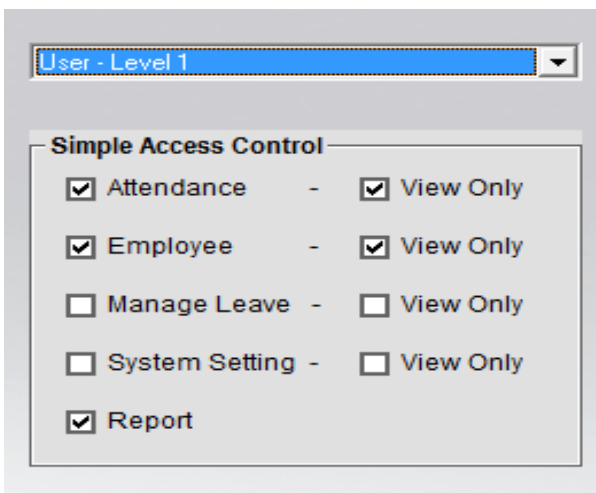 User - Level 1
Simple Access Control
Attendance - View Only
Employee - View Only
Manage Leave - View Only
System Setting - View Only
Report